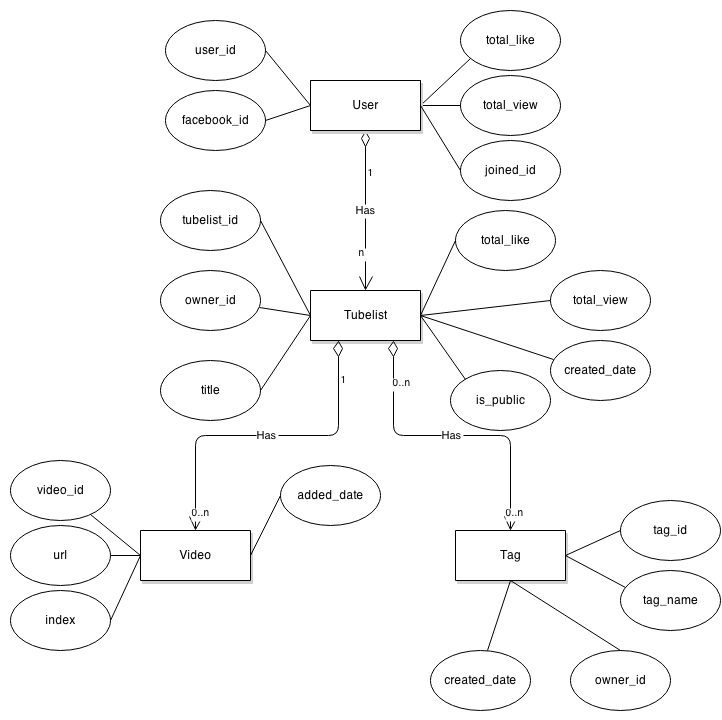 total_like
user_id
User
total_view
facebook_id
joined_id
1
Has
tubelist_id
total_like
n
owner_id
total_view
Tubelist
created_date
title
1
0..n
is_public
Has
Has
video_id
added_date
0..n
0..n
tag_id
url
Video
Tag
tag_name
index
created_date
owner_id